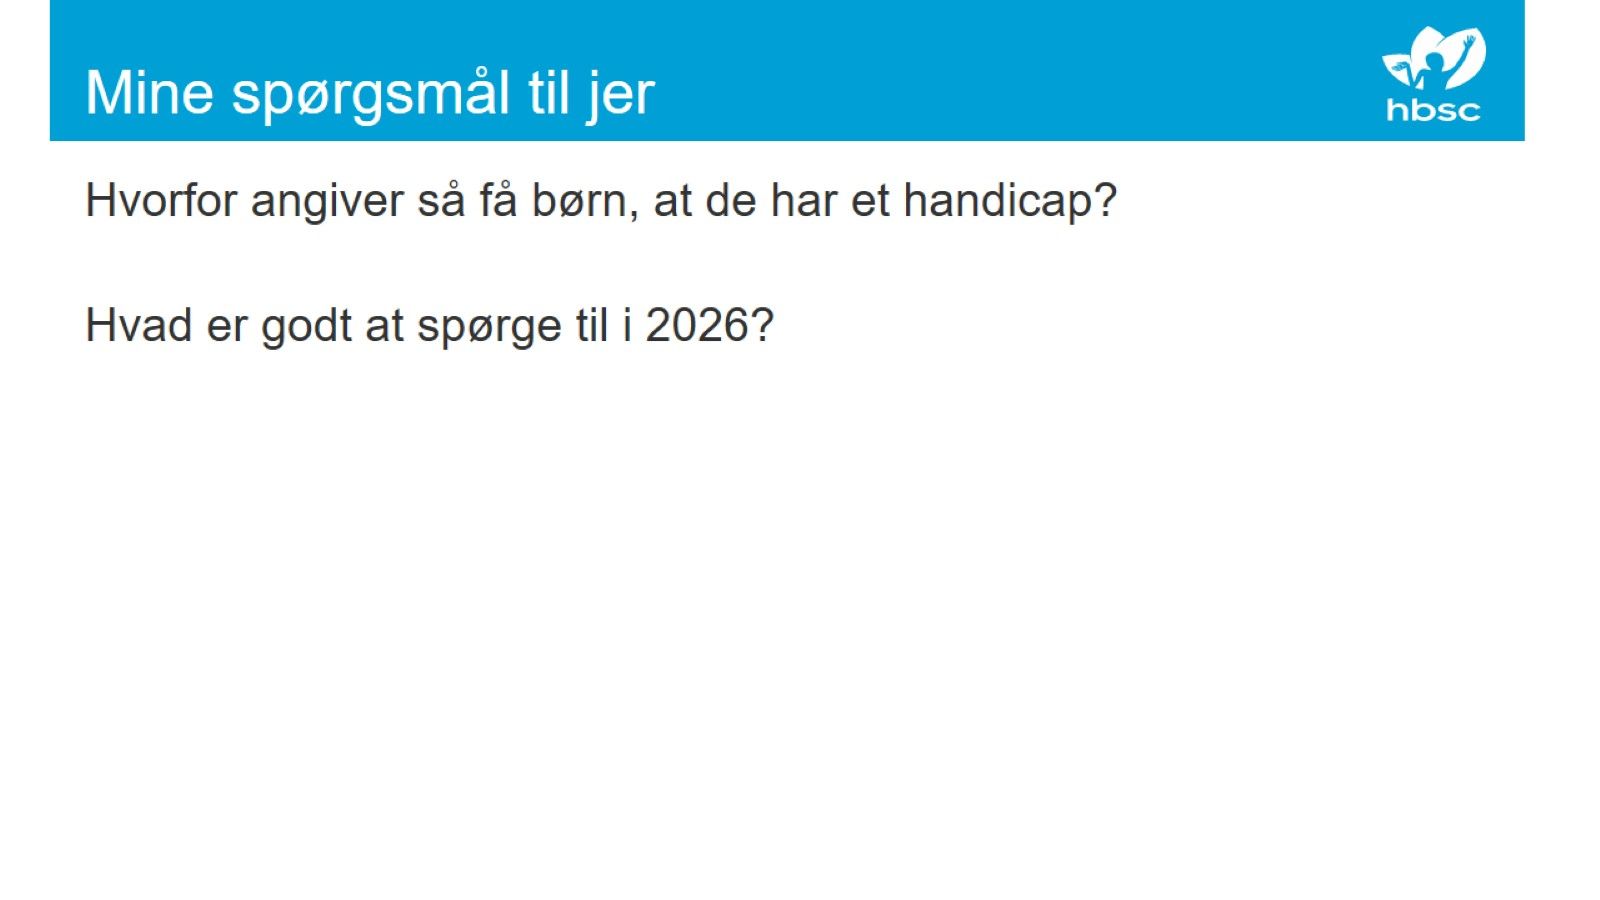 Mine spørgsmål til jer
hbsc
Hvorfor angiver så få børn, at de har et handicap?
Hvad er godt at spørge til i 2026?